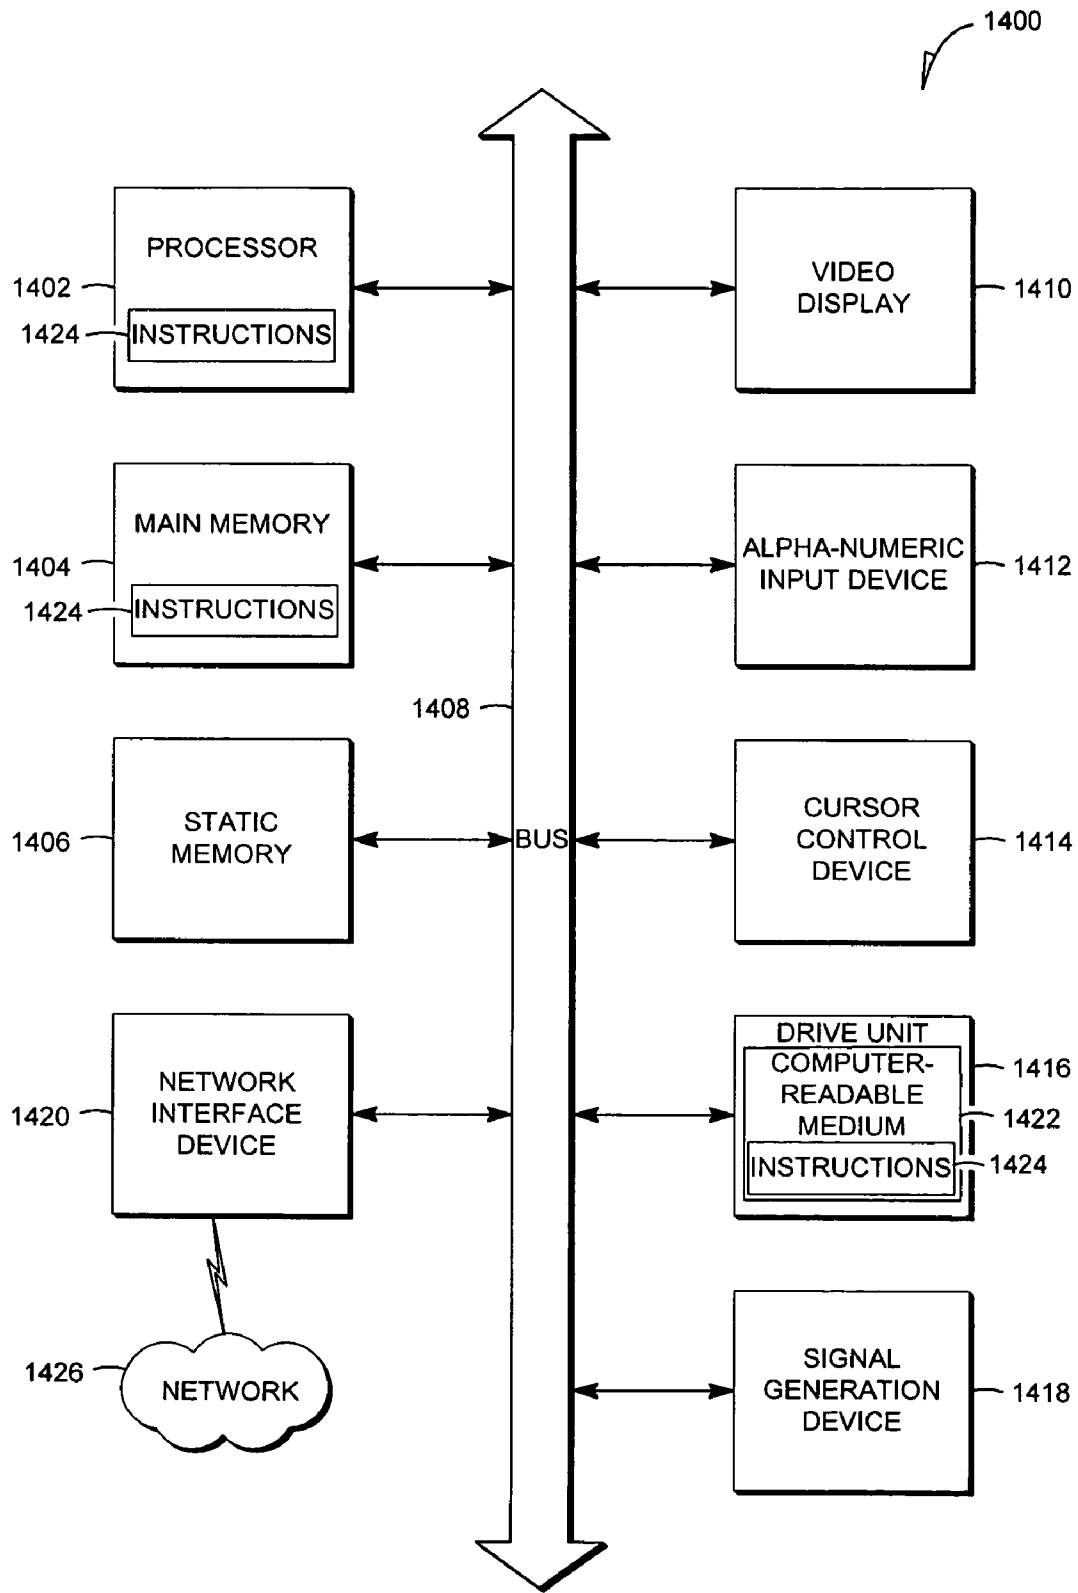 1400
PROCESSOR
1402
1424
INSTRUCTIONS
VIDEO
DISPLAY
1410
MAIN MEMORY
1404
1424
INSTRUCTIONS
ALPHA-NUMERIC
INPUT DEVICE
1412
1408
STATIC
MEMORY
1406
BUS
CURSOR
CONTROL
DEVICE
1414
NETWORK
INTERFACE
DEVICE
1420
DRIVE UNIT
1416
COMPUTER-
READABLE
MEDIUM
1422
INSTRUCTIONS
1424
1426
NETWORK
SIGNAL
GENERATION
DEVICE
1418